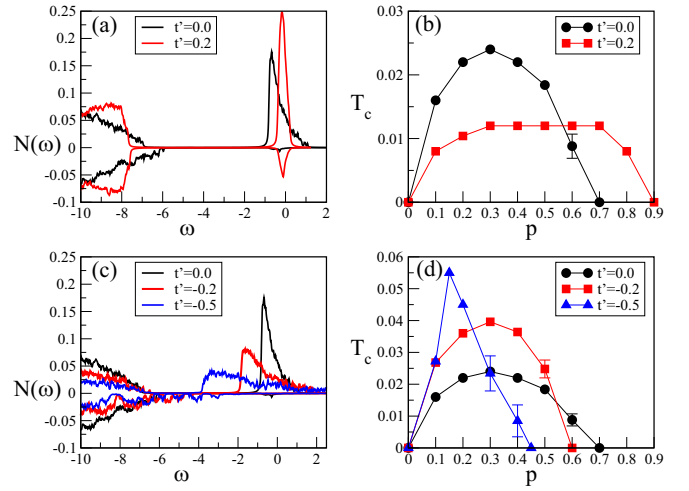 (a)
t'=0.0
t'=0.2
0.25
0.2
0.15
0.1
0.05
0
-0.05
-0.1
N(ω)
-10 -8 -6 -4 -2 0 2
ω
(b)
t'=0.0
t'=0.2
0.03
0.02
0.01
0
T_c
0 0.1 0.2 0.3 0.4 0.5 0.6 0.7 0.8 0.9
p
(c)
t'=0.0
t'=-0.2
t'=-0.5
0.25
0.2
0.15
0.1
0.05
0
-0.05
-0.1
N(ω)
-10 -8 -6 -4 -2 0 2
ω
(d)
t'=0.0
t'=-0.2
t'=-0.5
0.06
0.05
0.04
0.03
0.02
0.01
0
T_c
0 0.1 0.2 0.3 0.4 0.5 0.6 0.7 0.8 0.9
p